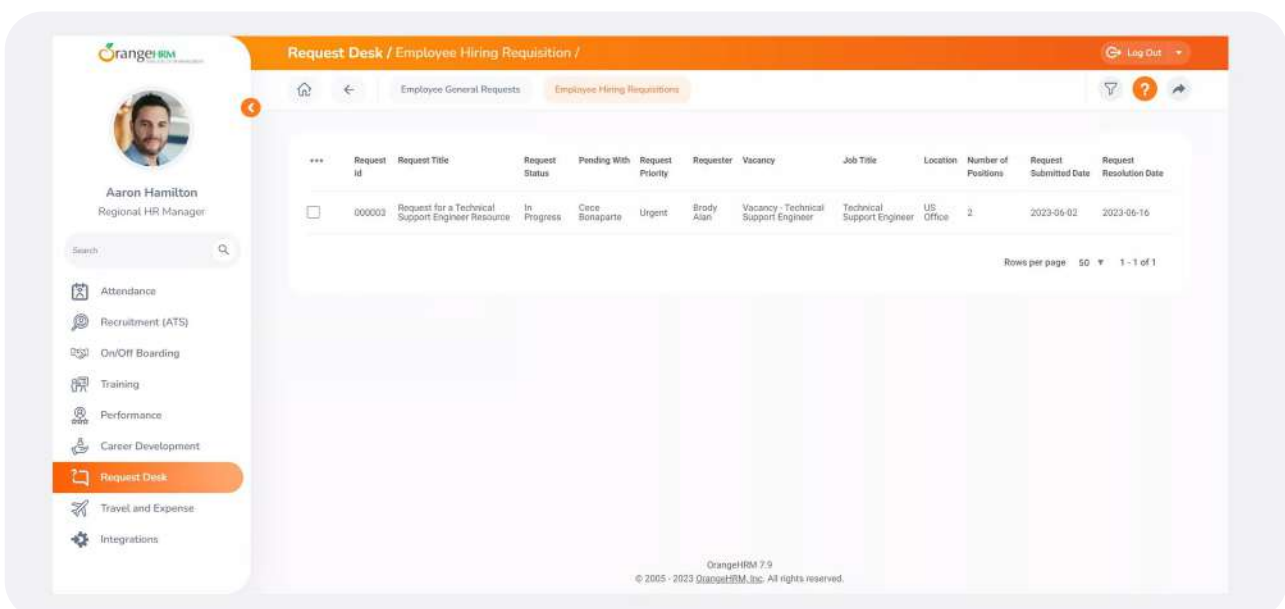 OrangeHRM
Request Desk / Employee Hiring Requisition /
Log Out
Employee General Requests
Employee Hiring Requisitions
?
Aaron Hamilton
Regional HR Manager
Search
Attendance
Recruitment (ATS)
On/Off Boarding
Training
Performance
Career Development
Request Desk
Travel and Expense
Integrations
Request Id
Request Title
Request Status
Pending With
Request Priority
Requester
Vacancy
Job Title
Location
Number of Positions
Request Submitted Date
Request Resolution Date
000003
Request for a Technical
Support Engineer Resource
In
Progress
Cece
Bonaparte
Urgent
Brody
Alan
Vacancy - Technical
Support Engineer
Technical
Support Engineer
US
Office
2
2023-06-02
2023-06-16
Rows per page 50 1 - 1 of 1
OrangeHRM 7.9
© 2005 - 2023 OrangeHRM, Inc. All rights reserved.